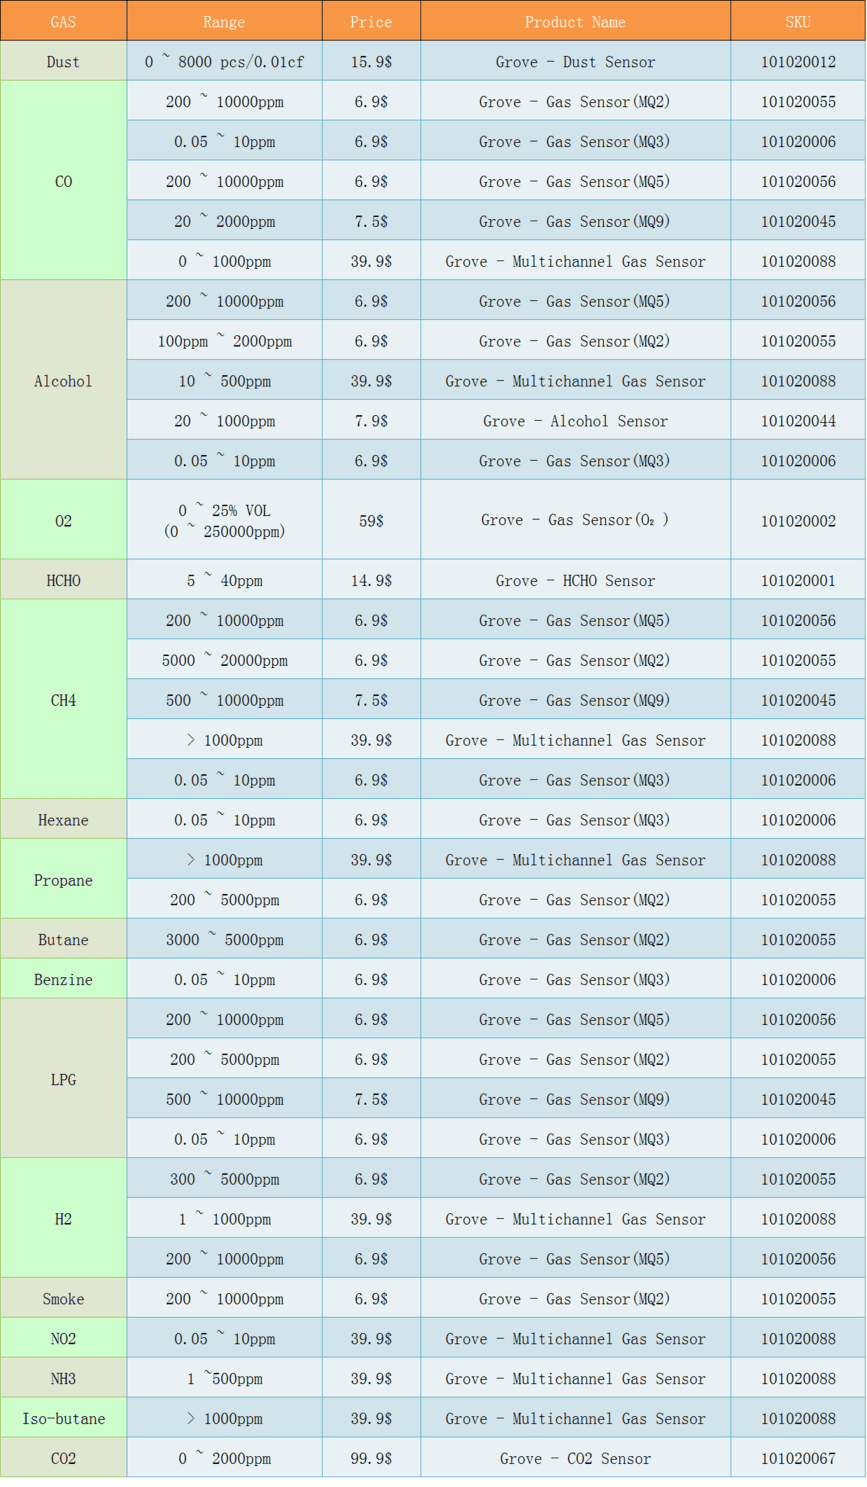 GAS Range Price Product Name SKU
Dust 0 ~ 8000 pcs/0.01cf 15.9$ Grove - Dust Sensor 101020012
CO 200 ~ 10000ppm 6.9$ Grove - Gas Sensor(MQ2) 101020055
0.05 ~ 10ppm 6.9$ Grove - Gas Sensor(MQ3) 101020006
200 ~ 10000ppm 6.9$ Grove - Gas Sensor(MQ5) 101020056
20 ~ 2000ppm 7.5$ Grove - Gas Sensor(MQ9) 101020045
0 ~ 1000ppm 39.9$ Grove - Multichannel Gas Sensor 101020088
Alcohol 200 ~ 10000ppm 6.9$ Grove - Gas Sensor(MQ5) 101020056
100ppm ~ 2000ppm 6.9$ Grove - Gas Sensor(MQ2) 101020055
10 ~ 500ppm 39.9$ Grove - Multichannel Gas Sensor 101020088
20 ~ 1000ppm 7.9$ Grove - Alcohol Sensor 101020044
0.05 ~ 10ppm 6.9$ Grove - Gas Sensor(MQ3) 101020006
O2 0 ~ 25% VOL
(0 ~ 250000ppm) 59$ Grove - Gas Sensor(O₂ ) 101020002
HCHO 5 ~ 40ppm 14.9$ Grove - HCHO Sensor 101020001
CH4 200 ~ 10000ppm 6.9$ Grove - Gas Sensor(MQ5) 101020056
5000 ~ 20000ppm 6.9$ Grove - Gas Sensor(MQ2) 101020055
500 ~ 10000ppm 7.5$ Grove - Gas Sensor(MQ9) 101020045
> 1000ppm 39.9$ Grove - Multichannel Gas Sensor 101020088
0.05 ~ 10ppm 6.9$ Grove - Gas Sensor(MQ3) 101020006
Hexane 0.05 ~ 10ppm 6.9$ Grove - Gas Sensor(MQ3) 101020006
Propane > 1000ppm 39.9$ Grove - Multichannel Gas Sensor 101020088
200 ~ 5000ppm 6.9$ Grove - Gas Sensor(MQ2) 101020055
Butane 3000 ~ 5000ppm 6.9$ Grove - Gas Sensor(MQ2) 101020055
Benzine 0.05 ~ 10ppm 6.9$ Grove - Gas Sensor(MQ3) 101020006
LPG 200 ~ 10000ppm 6.9$ Grove - Gas Sensor(MQ5) 101020056
200 ~ 5000ppm 6.9$ Grove - Gas Sensor(MQ2) 101020055
500 ~ 10000ppm 7.5$ Grove - Gas Sensor(MQ9) 101020045
0.05 ~ 10ppm 6.9$ Grove - Gas Sensor(MQ3) 101020006
H2 300 ~ 5000ppm 6.9$ Grove - Gas Sensor(MQ2) 101020055
1 ~ 1000ppm 39.9$ Grove - Multichannel Gas Sensor 101020088
200 ~ 10000ppm 6.9$ Grove - Gas Sensor(MQ5) 101020056
Smoke 200 ~ 10000ppm 6.9$ Grove - Gas Sensor(MQ2) 101020055
NO2 0.05 ~ 10ppm 39.9$ Grove - Multichannel Gas Sensor 101020088
NH3 1 ~500ppm 39.9$ Grove - Multichannel Gas Sensor 101020088
Iso-butane > 1000ppm 39.9$ Grove - Multichannel Gas Sensor 101020088
CO2 0 ~ 2000ppm 99.9$ Grove - CO2 Sensor 101020067